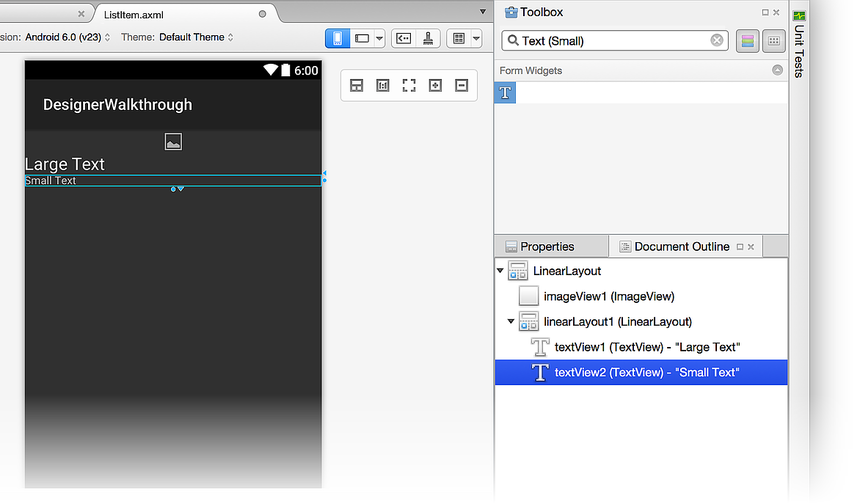 ListItem.axml
sion: Android 6.0 (v23) Theme: Default Theme
6:00
DesignerWalkthrough
Large Text
Small Text
1:1
Toolbox
Text (Small)
Form Widgets
T
Properties
Document Outline
LinearLayout
imageView1 (ImageView)
linearLayout1 (LinearLayout)
T textView1 (TextView) - "Large Text"
T textView2 (TextView) - "Small Text"
Unit Tests